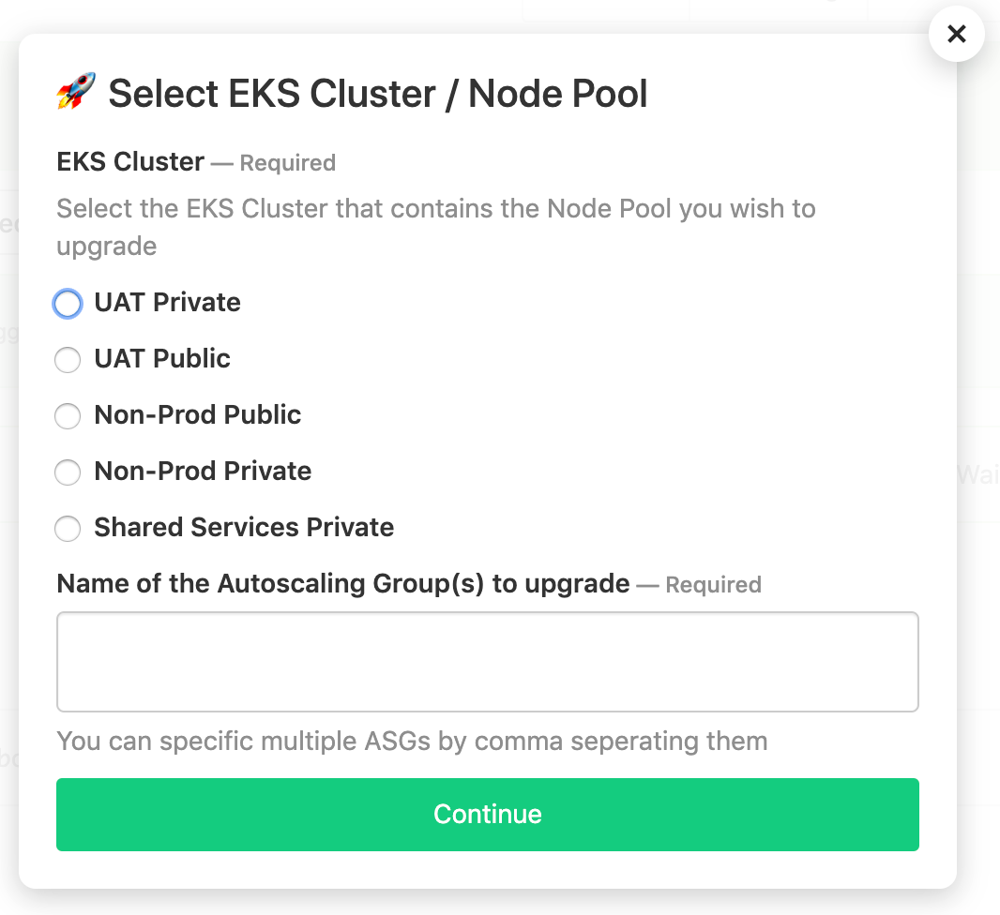 🚀 Select EKS Cluster / Node Pool
EKS Cluster — Required
Select the EKS Cluster that contains the Node Pool you wish to
upgrade
UAT Private
UAT Public
Non-Prod Public
Non-Prod Private
Shared Services Private
Name of the Autoscaling Group(s) to upgrade — Required
You can specific multiple ASGs by comma seperating them
Continue